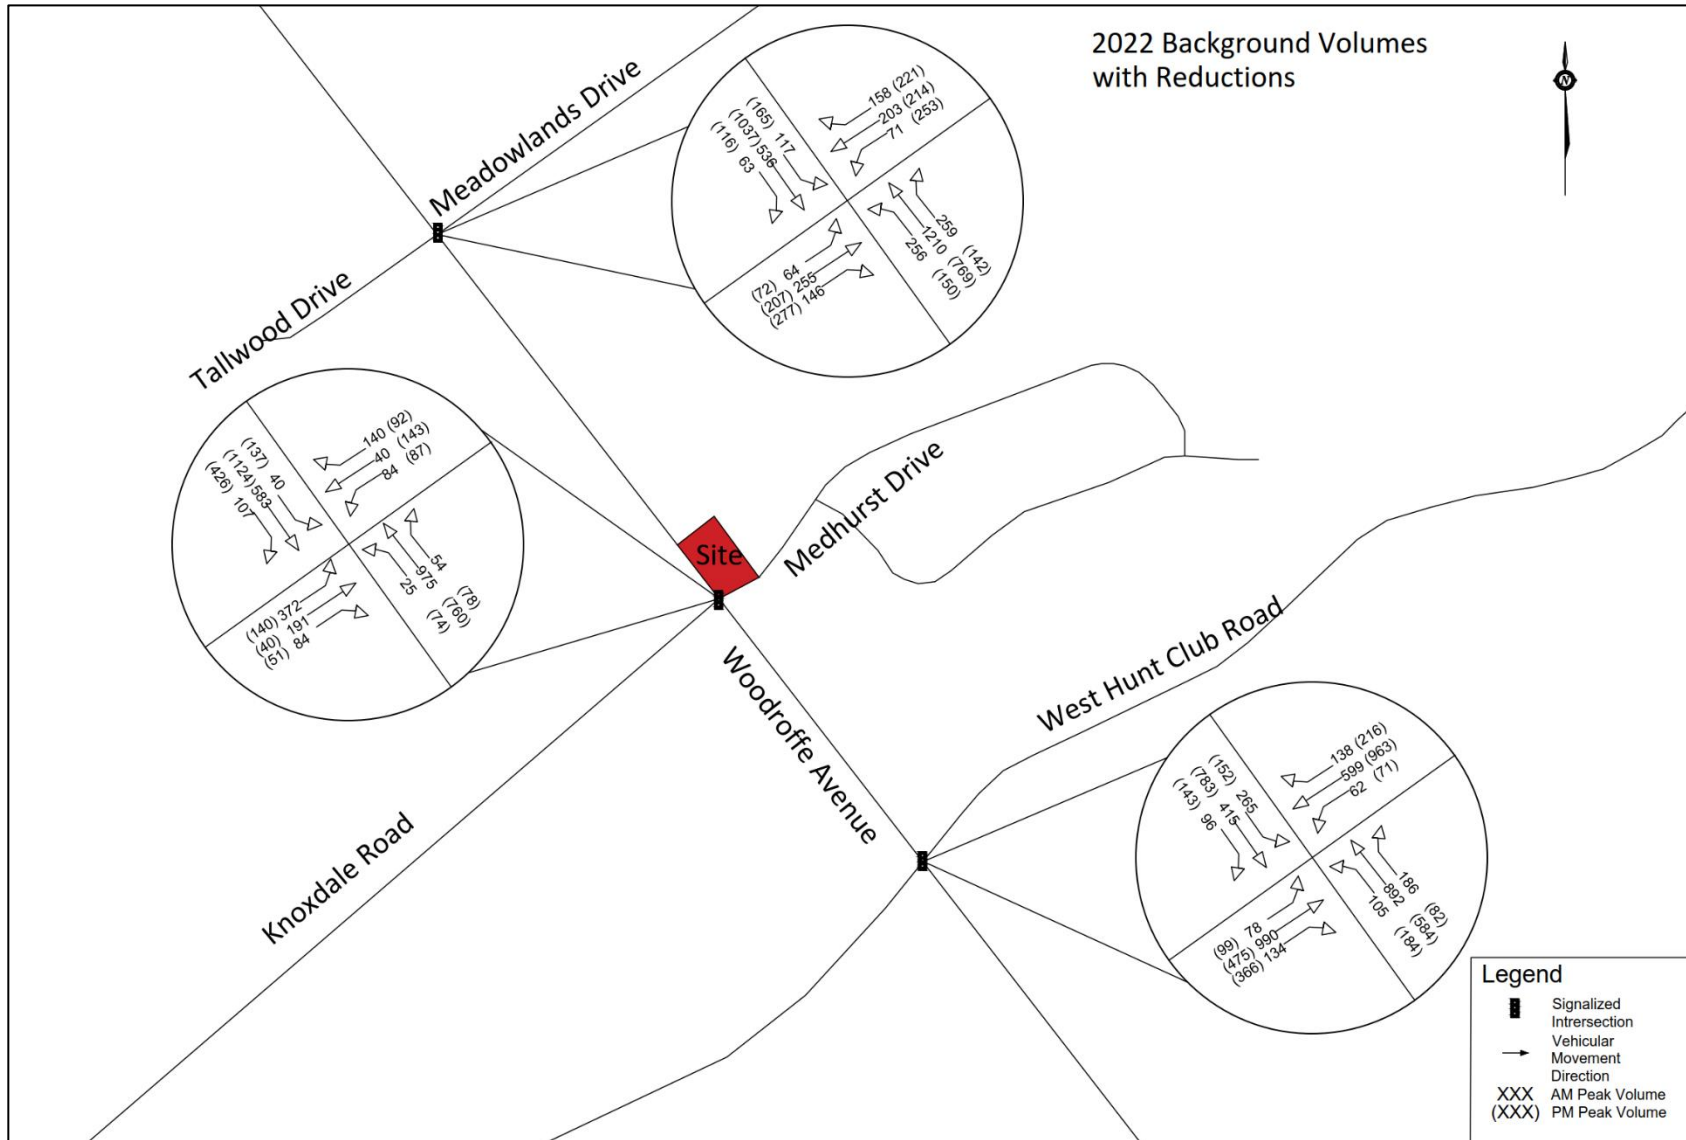 2022 Background Volumes
with Reductions
N
Meadowlands Drive
(165) 117
(1037) 536
(116) 63
158 (221)
203 (214)
71 (253)
259 (142)
1210 (769)
256 (150)
(72) 64
(207) 255
(277) 146
Tallwood Drive
(137) 40
(1124) 583
(426) 107
140 (92)
40 (143)
84 (87)
54 (78)
975 (760)
25 (74)
(140) 372
(40) 191
(51) 84
Site
Medhurst Drive
Woodroffe Avenue
West Hunt Club Road
Knoxdale Road
(152) 265
(783) 415
(143) 96
138 (216)
599 (963)
62 (71)
186 (82)
892 (584)
105 (184)
(99) 78
(475) 990
(366) 134
Legend
Signalized
Intrersection
Vehicular
Movement
Direction
XXX AM Peak Volume
(XXX) PM Peak Volume